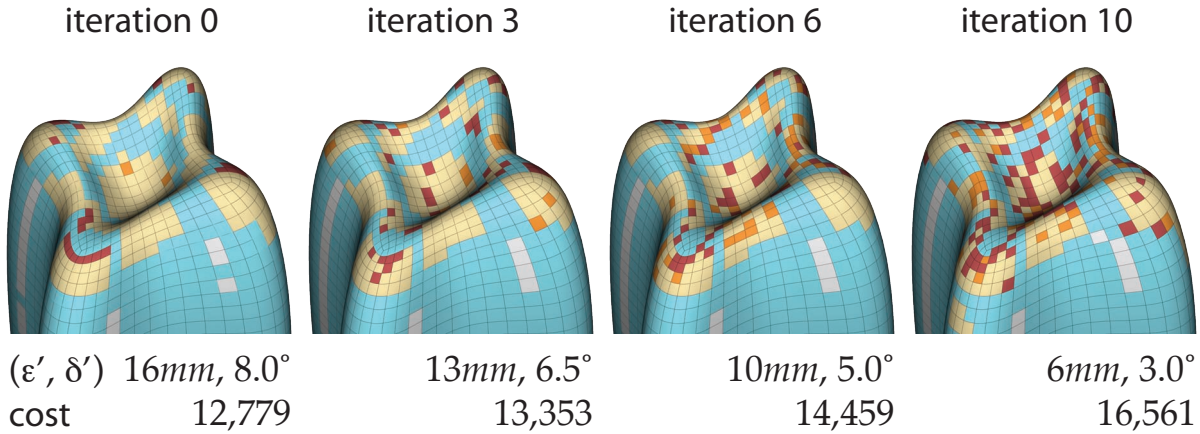 iteration 0 iteration 3 iteration 6 iteration 10
(ε’, δ’) 16mm, 8.0° 13mm, 6.5° 10mm, 5.0° 6mm, 3.0°
cost 12,779 13,353 14,459 16,561